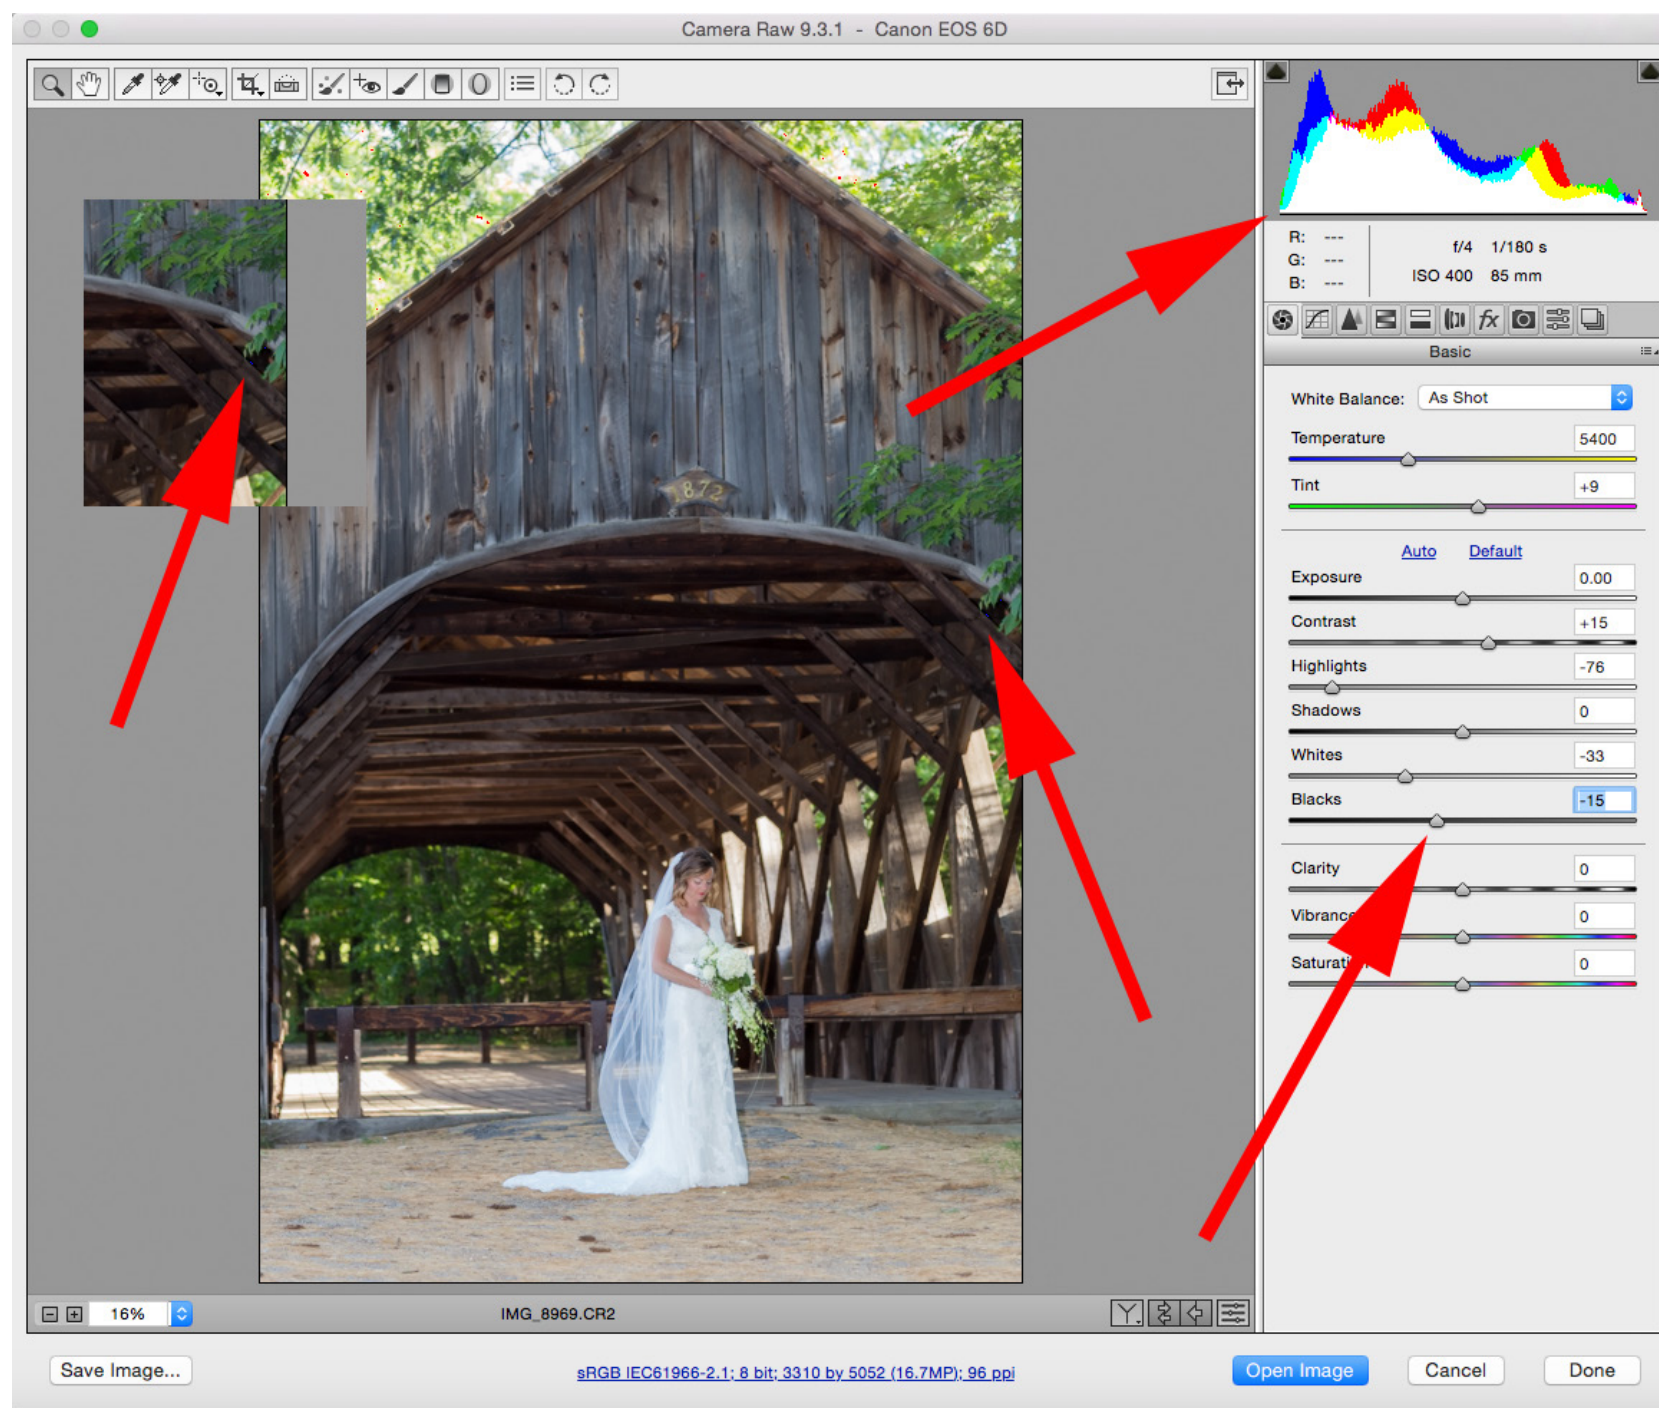 Camera Raw 9.3.1 - Canon EOS 6D
R: ---
G: ---
B: ---
f/4 1/180 s
ISO 400 85 mm
fx
Basic
White Balance: As Shot
Temperature 5400
Tint +9
Auto Default
Exposure 0.00
Contrast +15
Highlights -76
Shadows 0
Whites -33
Blacks -15
Clarity 0
Vibrance 0
Saturati 0
1872
16%
IMG_8969.CR2
Y
Save Image...
sRGB IEC61966-2.1; 8 bit; 3310 by 5052 (16.7MP); 96 ppi
Open Image
Cancel
Done